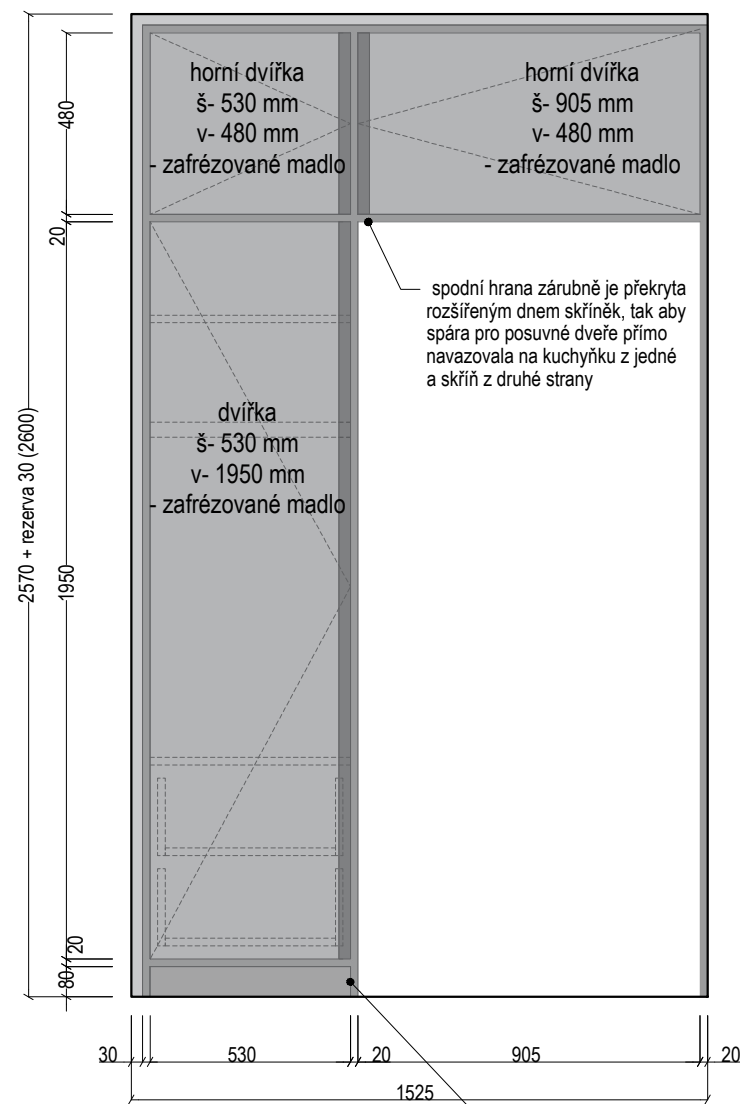 horní dvířka
š- 530 mm
v- 480 mm
- zafrézované madlo
horní dvířka
š- 905 mm
v- 480 mm
- zafrézované madlo
spodní hrana zárubně je překryta
rozšířeným dnem skříněk, tak aby
spára pro posuvné dveře přímo
navazovala na kuchyňku z jedné
a skříň z druhé strany
dvířka
š- 530 mm
v- 1950 mm
- zafrézované madlo
480
20
2570 + rezerva 30 (2600)
1950
20
80
30 530 20 905 20
1525